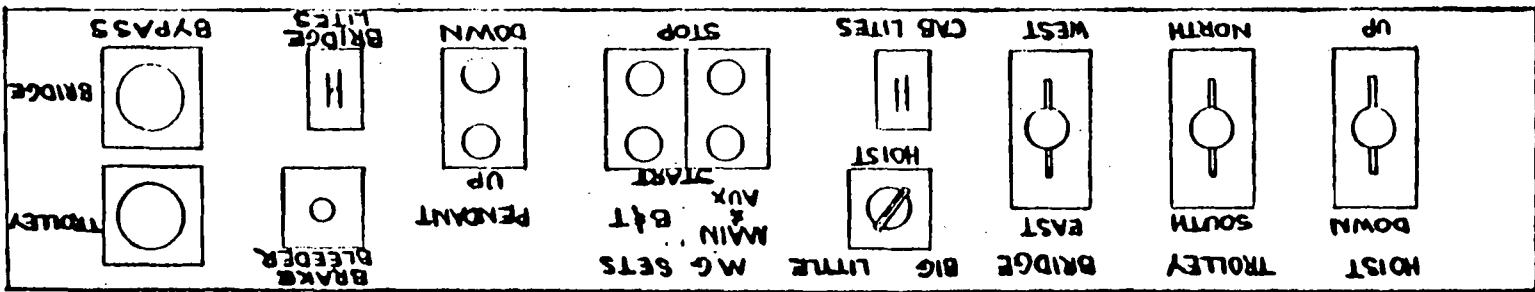 HOIST TROLLEY BRIDGE BIG LITTLE M.G SETS BRAKE
BLEEDER
DOWN SOUTH EAST MAIN B&T PENDANT TROLLEY
&
AUX
START UP
HOIST
BRIDGE
UP NORTH WEST CAB LITES STOP DOWN BRIDGE BYPASS
LITES